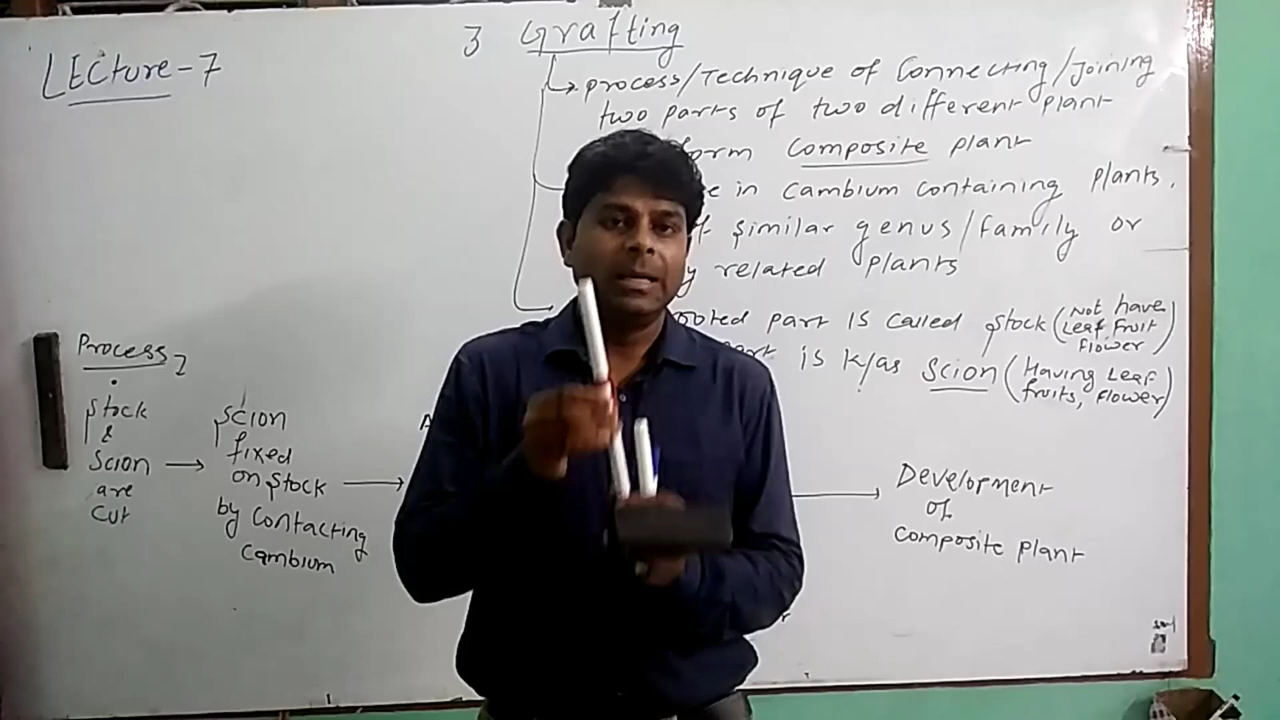 LECture-7
3 Grafting
process/Technique of Connecting/Joining
two parts of two different plant
form Composite plant
in Cambium Containing plants.
similar genus/family or
related plants
part is called Stock (Not have
Leaf Fruit
flower)
is k/as Scion (Having Leaf
fruits, flower)
Process
Stock
&
Scion
are
cut
Scion
fixed
on Stock
by Contacting
Cambium
Development
of
Composite plant